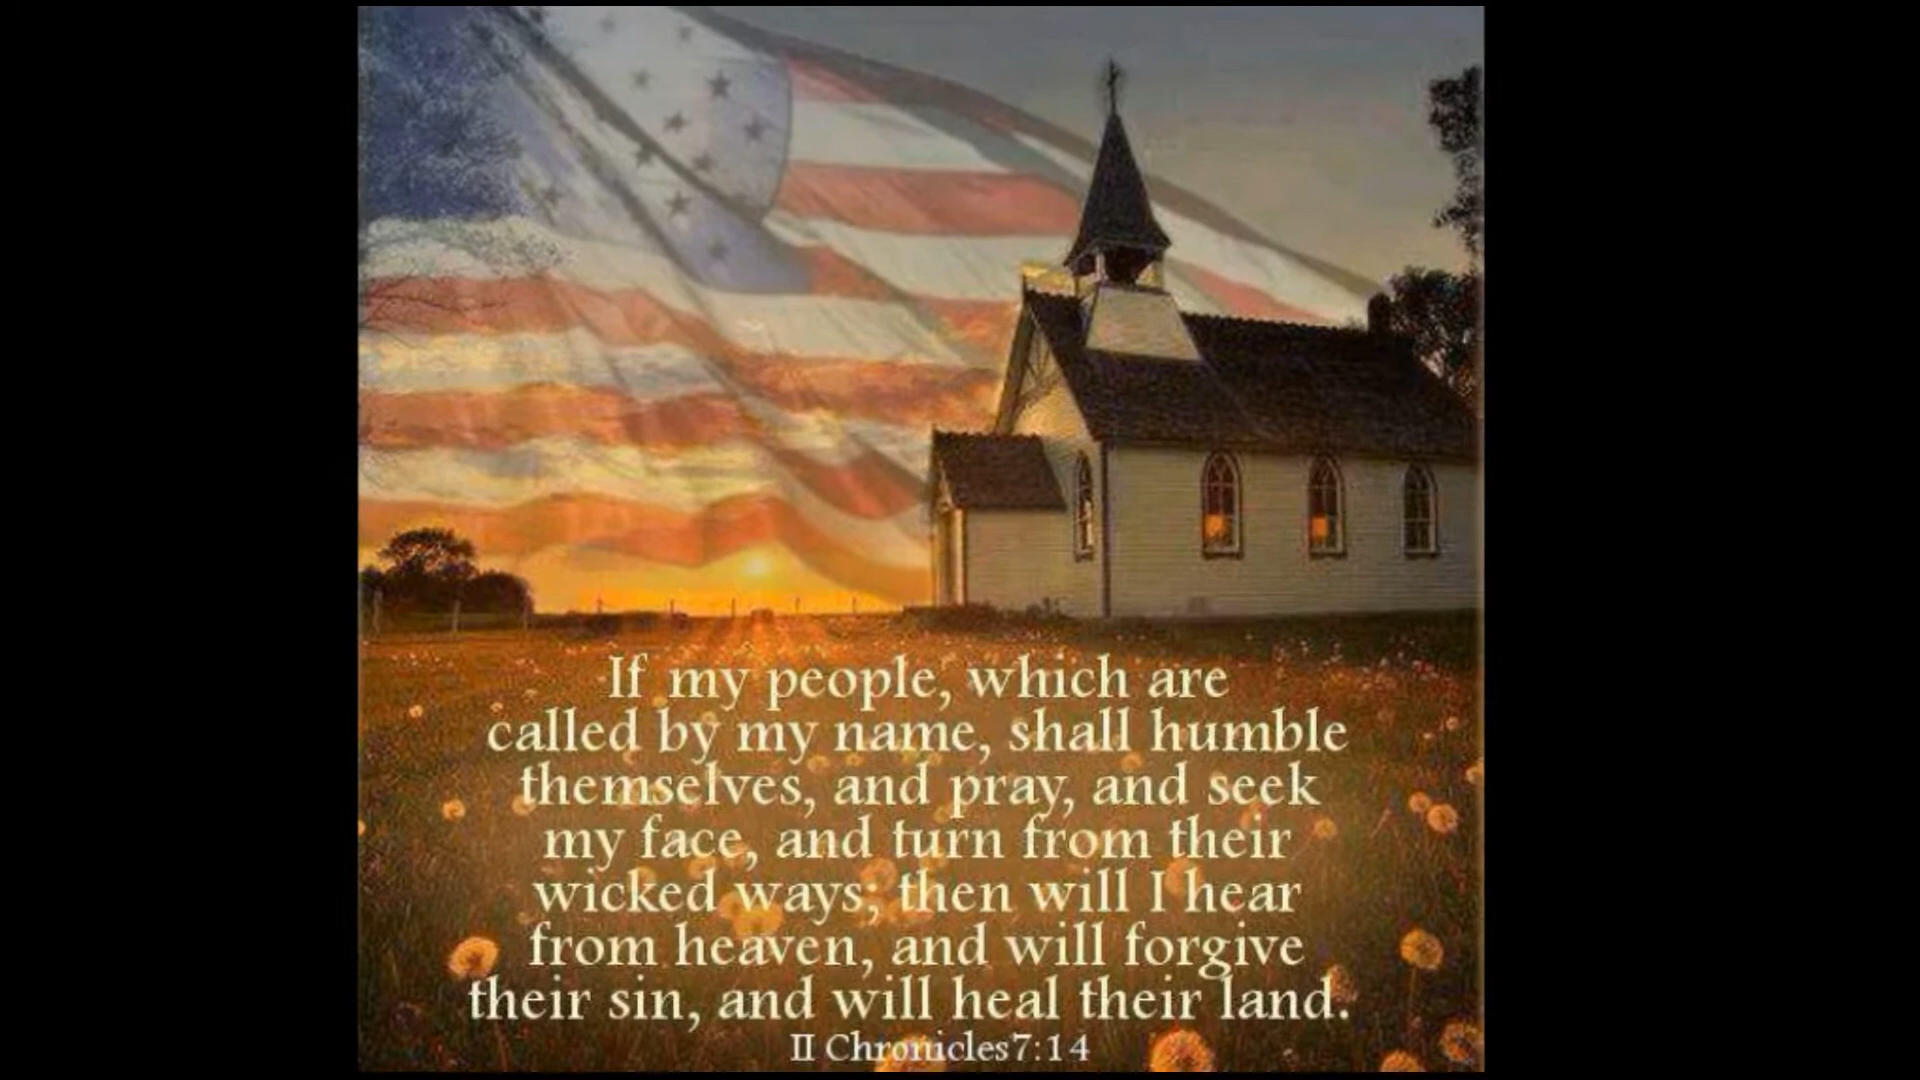 If my people, which are
called by my name, shall humble
themselves, and pray, and seek
my face, and turn from their
wicked ways; then will I hear
from heaven, and will forgive
their sin, and will heal their land.
II Chronicles7:14